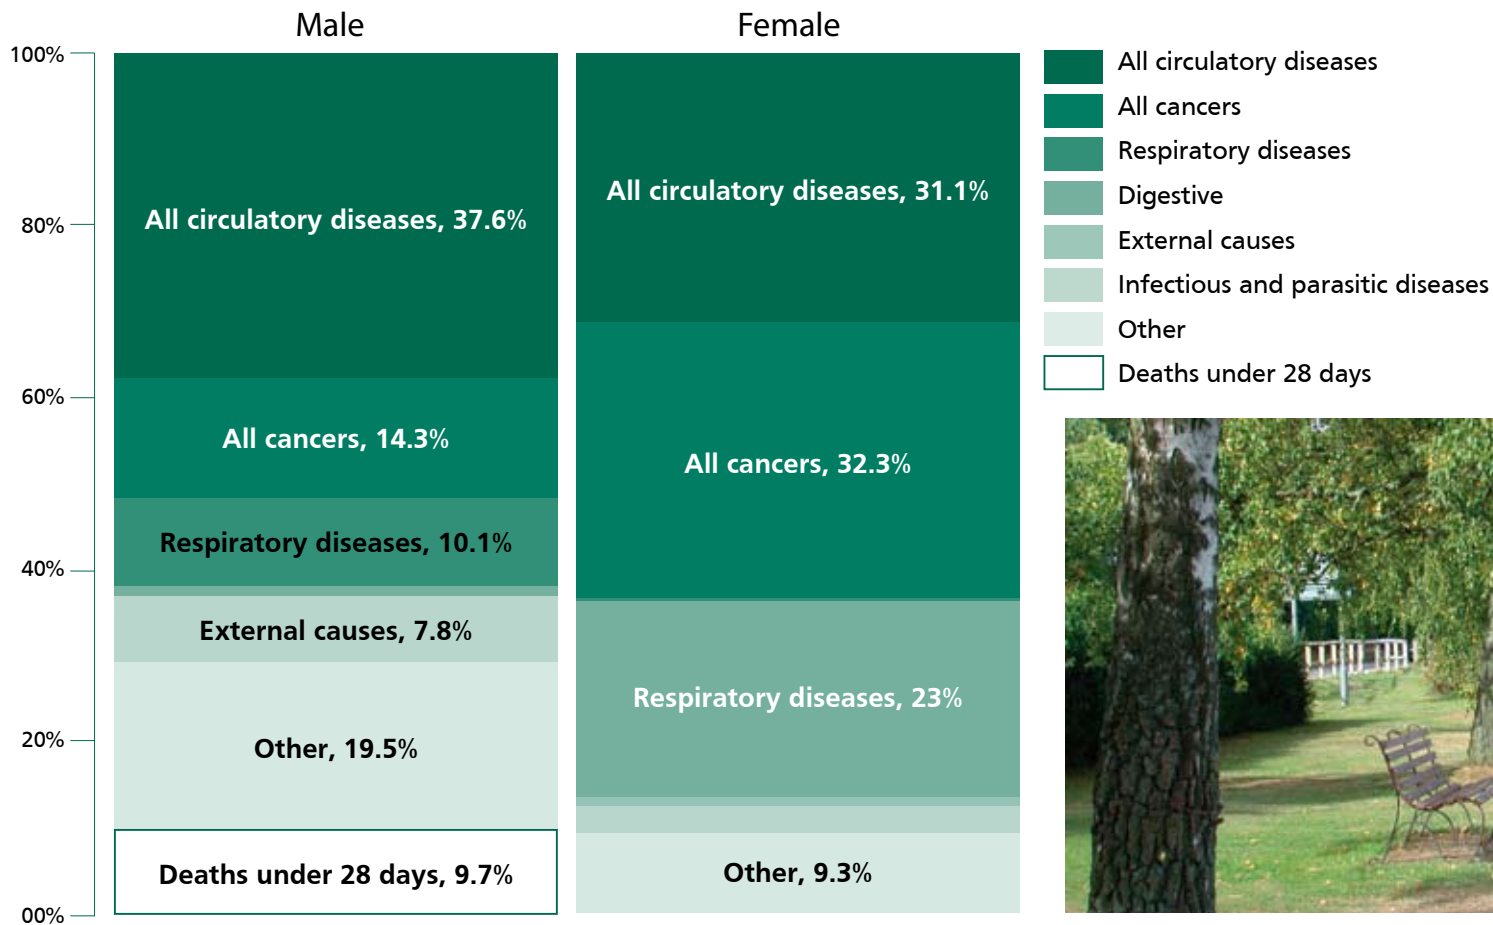 Male
Female
100%
80%
60%
40%
20%
00%
All circulatory diseases, 37.6%
All cancers, 14.3%
Respiratory diseases, 10.1%
External causes, 7.8%
Other, 19.5%
Deaths under 28 days, 9.7%
All circulatory diseases, 31.1%
All cancers, 32.3%
Respiratory diseases, 23%
Other, 9.3%
All circulatory diseases
All cancers
Respiratory diseases
Digestive
External causes
Infectious and parasitic diseases
Other
Deaths under 28 days